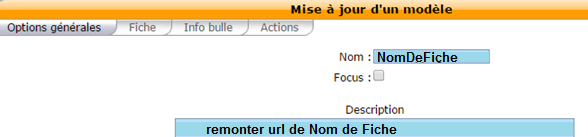 Mise à jour d'un modèle
Options générales Fiche Info bulle Actions
Nom : NomDeFiche
Focus :
Description
remonter url de Nom de Fiche